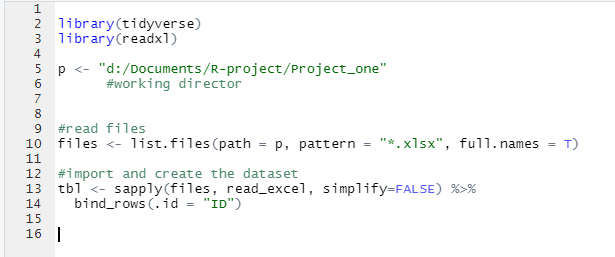 1
2 library(tidyverse)
3 library(readxl)
4
5 p <- "d:/Documents/R-project/Project_one"
6 #working director
7
8
9 #read files
10 files <- list.files(path = p, pattern = "*.xlsx", full.names = T)
11
12 #import and create the dataset
13 tbl <- sapply(files, read_excel, simplify=FALSE) %>%
14 bind_rows(.id = "ID")
15
16